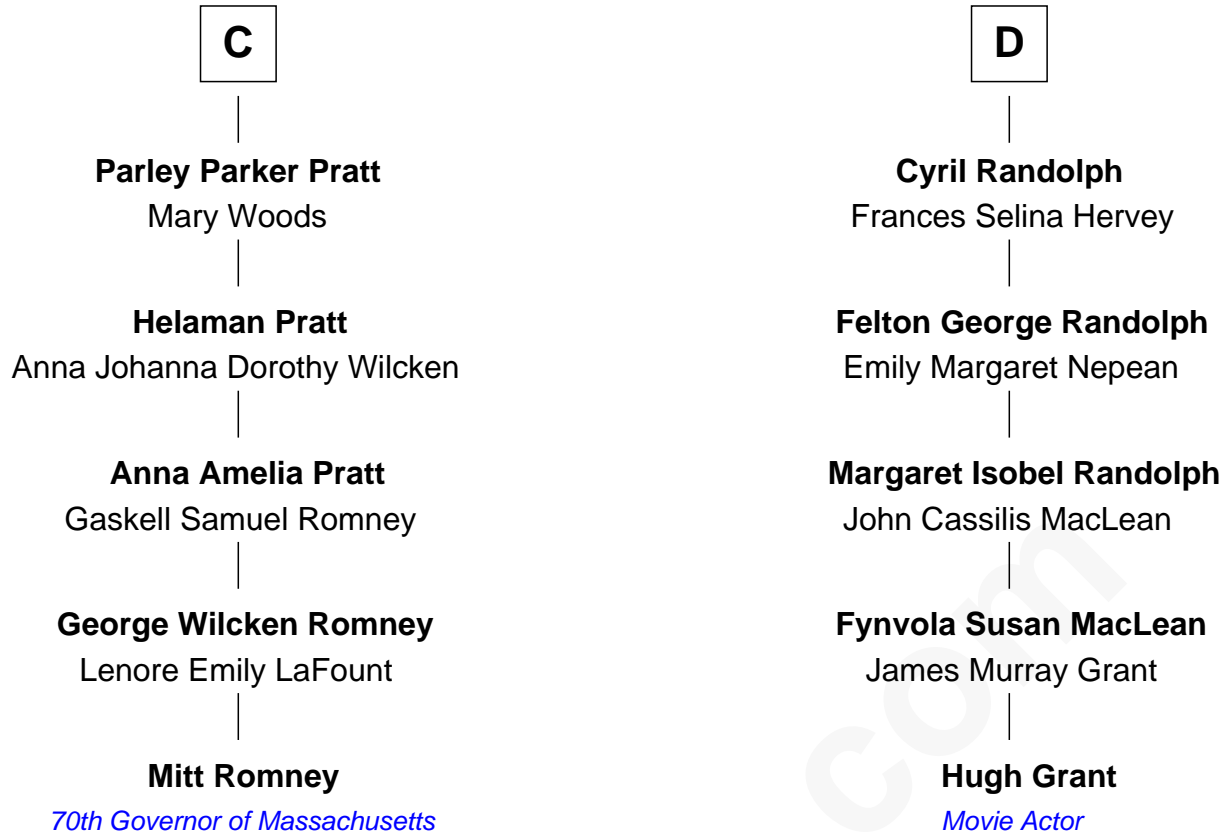 C
Parley Parker Pratt
Mary Woods
Helaman Pratt
Anna Johanna Dorothy Wilcken
Anna Amelia Pratt
Gaskell Samuel Romney
George Wilcken Romney
Lenore Emily LaFount
Mitt Romney
70th Governor of Massachusetts
D
Cyril Randolph
Frances Selina Hervey
Felton George Randolph
Emily Margaret Nepean
Margaret Isobel Randolph
John Cassilis MacLean
Fynvola Susan MacLean
James Murray Grant
Hugh Grant
Movie Actor
com